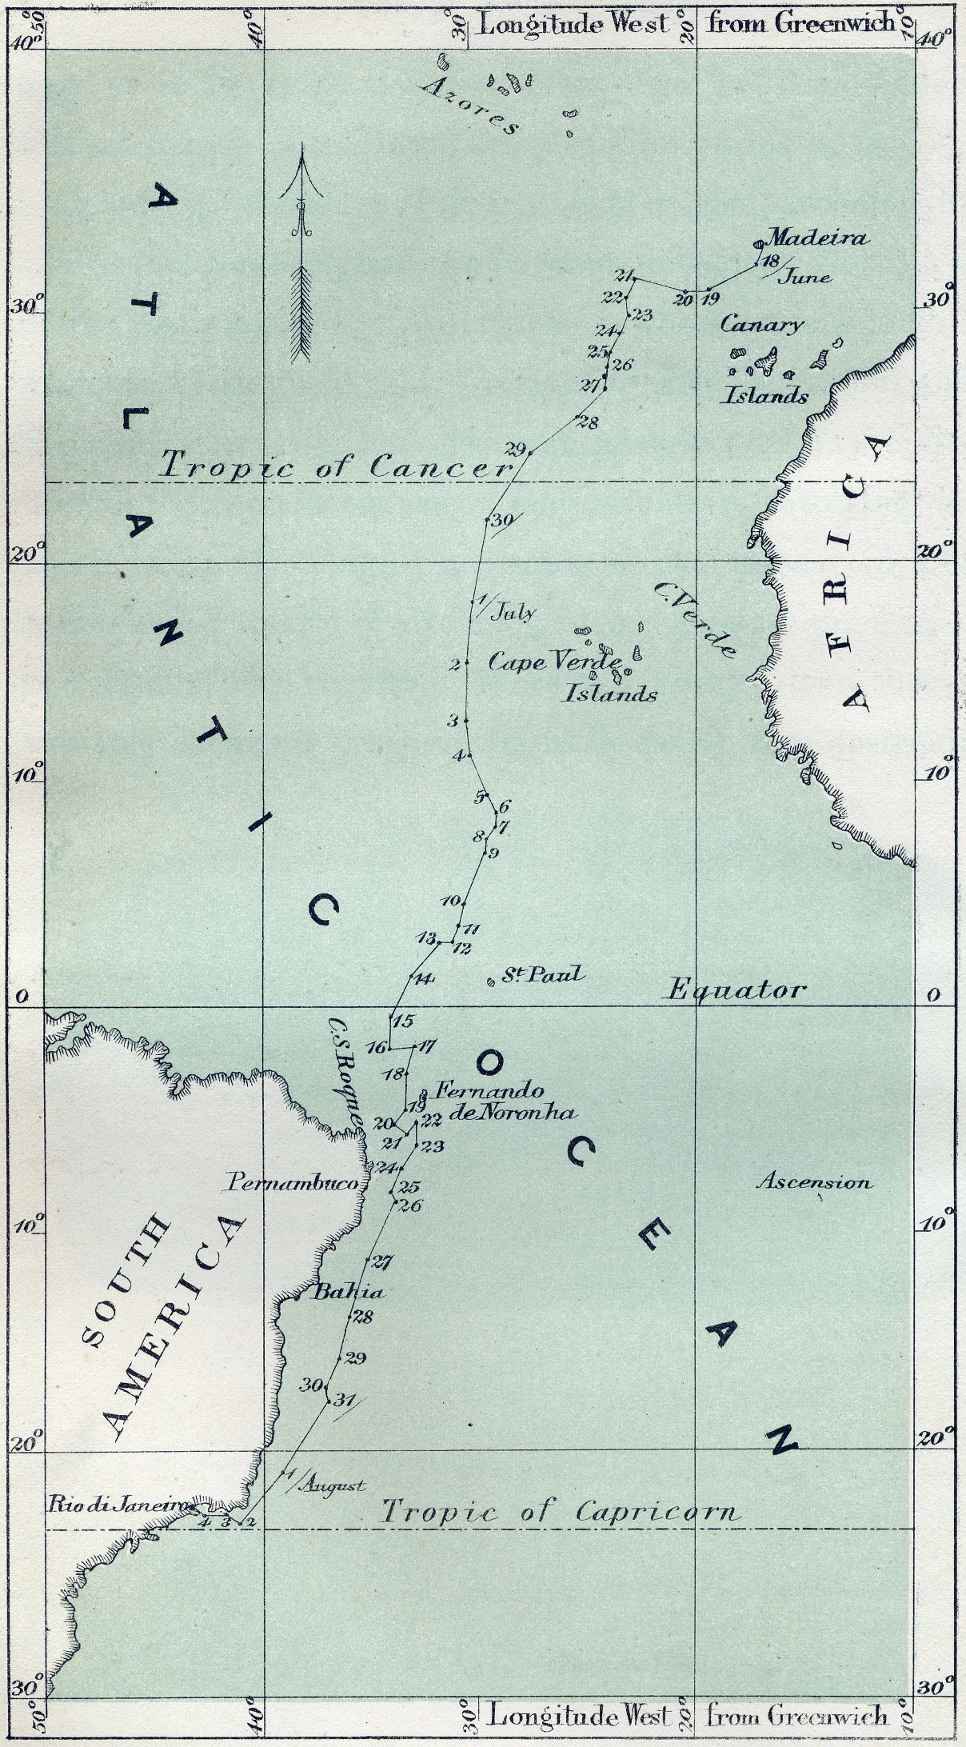 50° 40° 30° Longitude West 20° from Greenwich 10°
40° 40°
Azores
Madeira
18/June
21 20 19
22
30° 30°
23
Canary
24
25
26
27
Islands
28
29
Tropic of Cancer
30/
20° 20°
C. Verde
1/July
2 Cape Verde
Islands
3
4
10° 10°
5
6
7
8
9
10
11
13 12
14 St. Paul
Equator
0 0
15
16 17
C.S.Roque
18
Fernando
19 de Noronha
20 22
21
23
24
Pernambuco 25 Ascension
26
10° 10°
27
Bahia
28
29
30
31/
20° 20°
1/August
Rio di Janeiro
4 3 2
Tropic of Capricorn
30° 30°
50° 40° 30° Longitude West 20° from Greenwich 10°
ATLANTIC
OCEAN
AFRICA
SOUTH
AMERICA